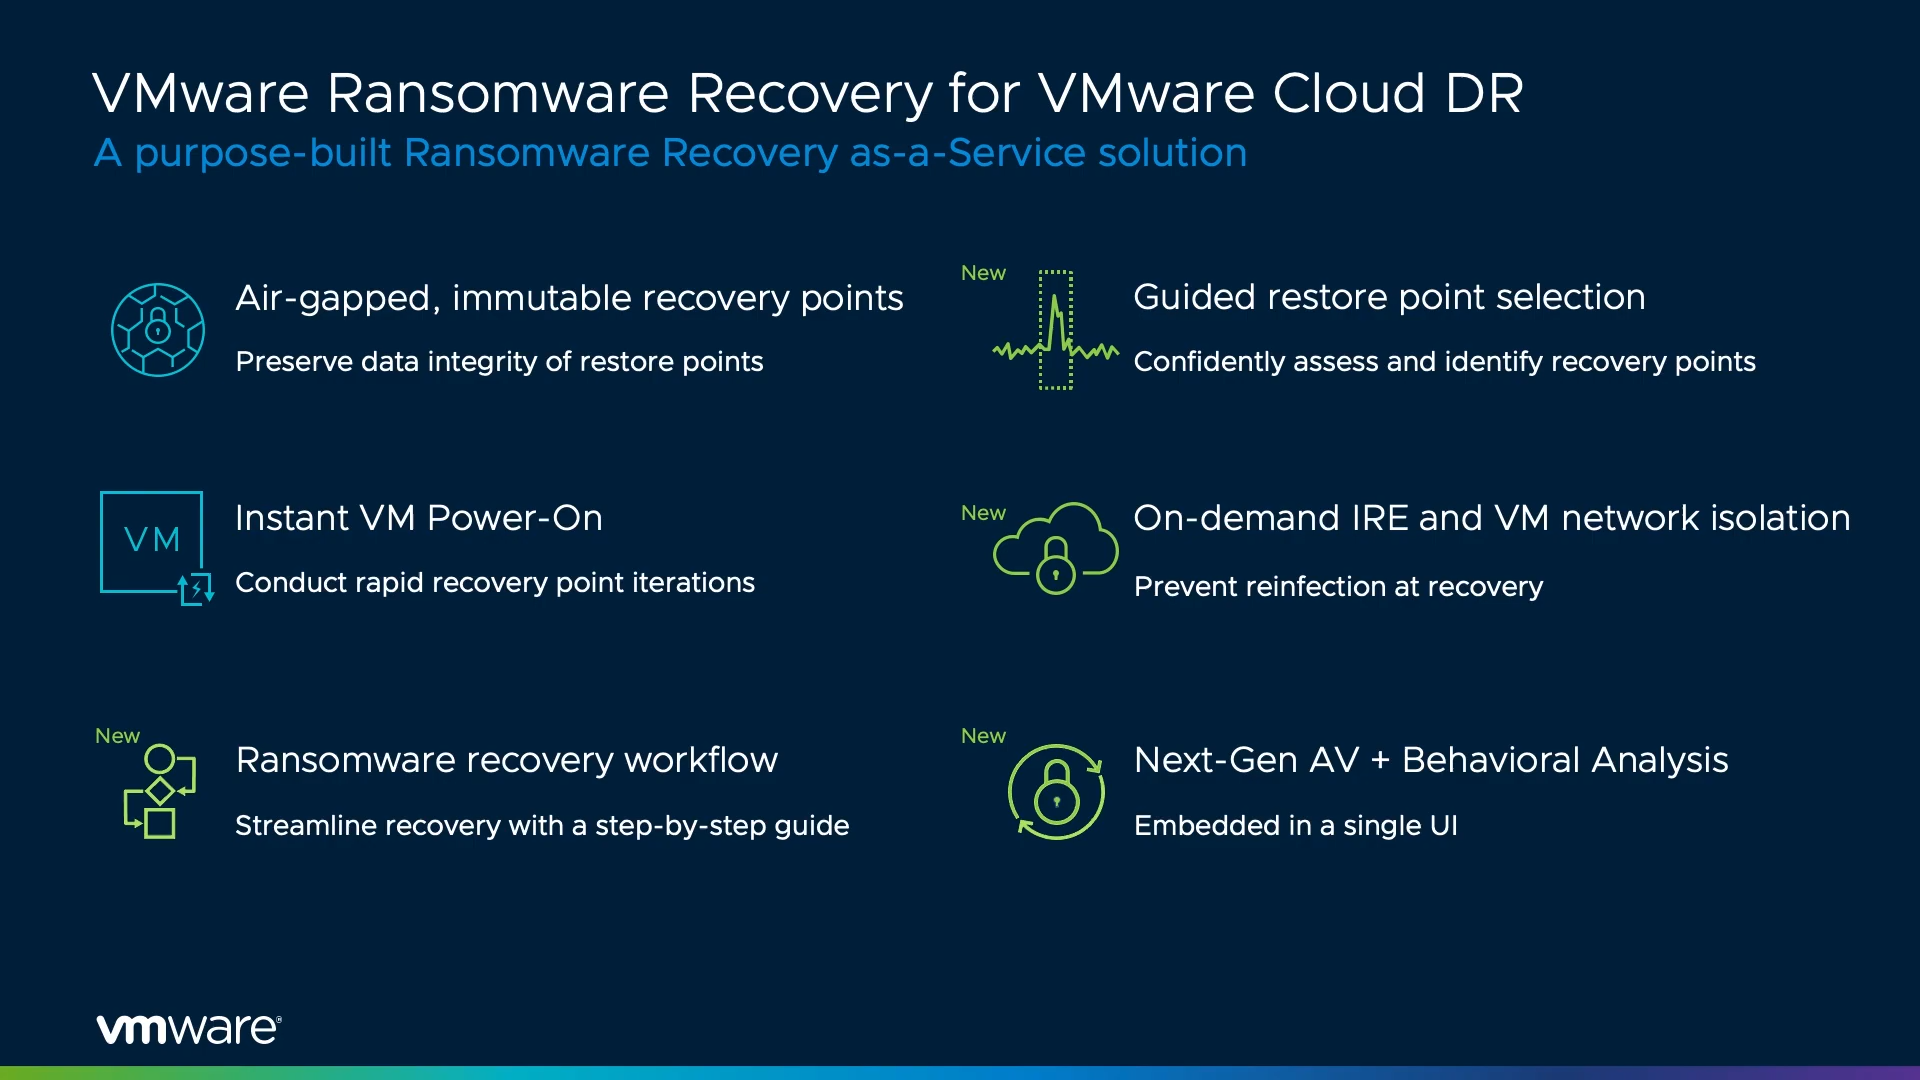 VMware Ransomware Recovery for VMware Cloud DR
A purpose-built Ransomware Recovery as-a-Service solution
Air-gapped, immutable recovery points
Preserve data integrity of restore points
New
Guided restore point selection
Confidently assess and identify recovery points
VM
Instant VM Power-On
Conduct rapid recovery point iterations
New
On-demand IRE and VM network isolation
Prevent reinfection at recovery
New
Ransomware recovery workflow
Streamline recovery with a step-by-step guide
New
Next-Gen AV + Behavioral Analysis
Embedded in a single UI
vmware®